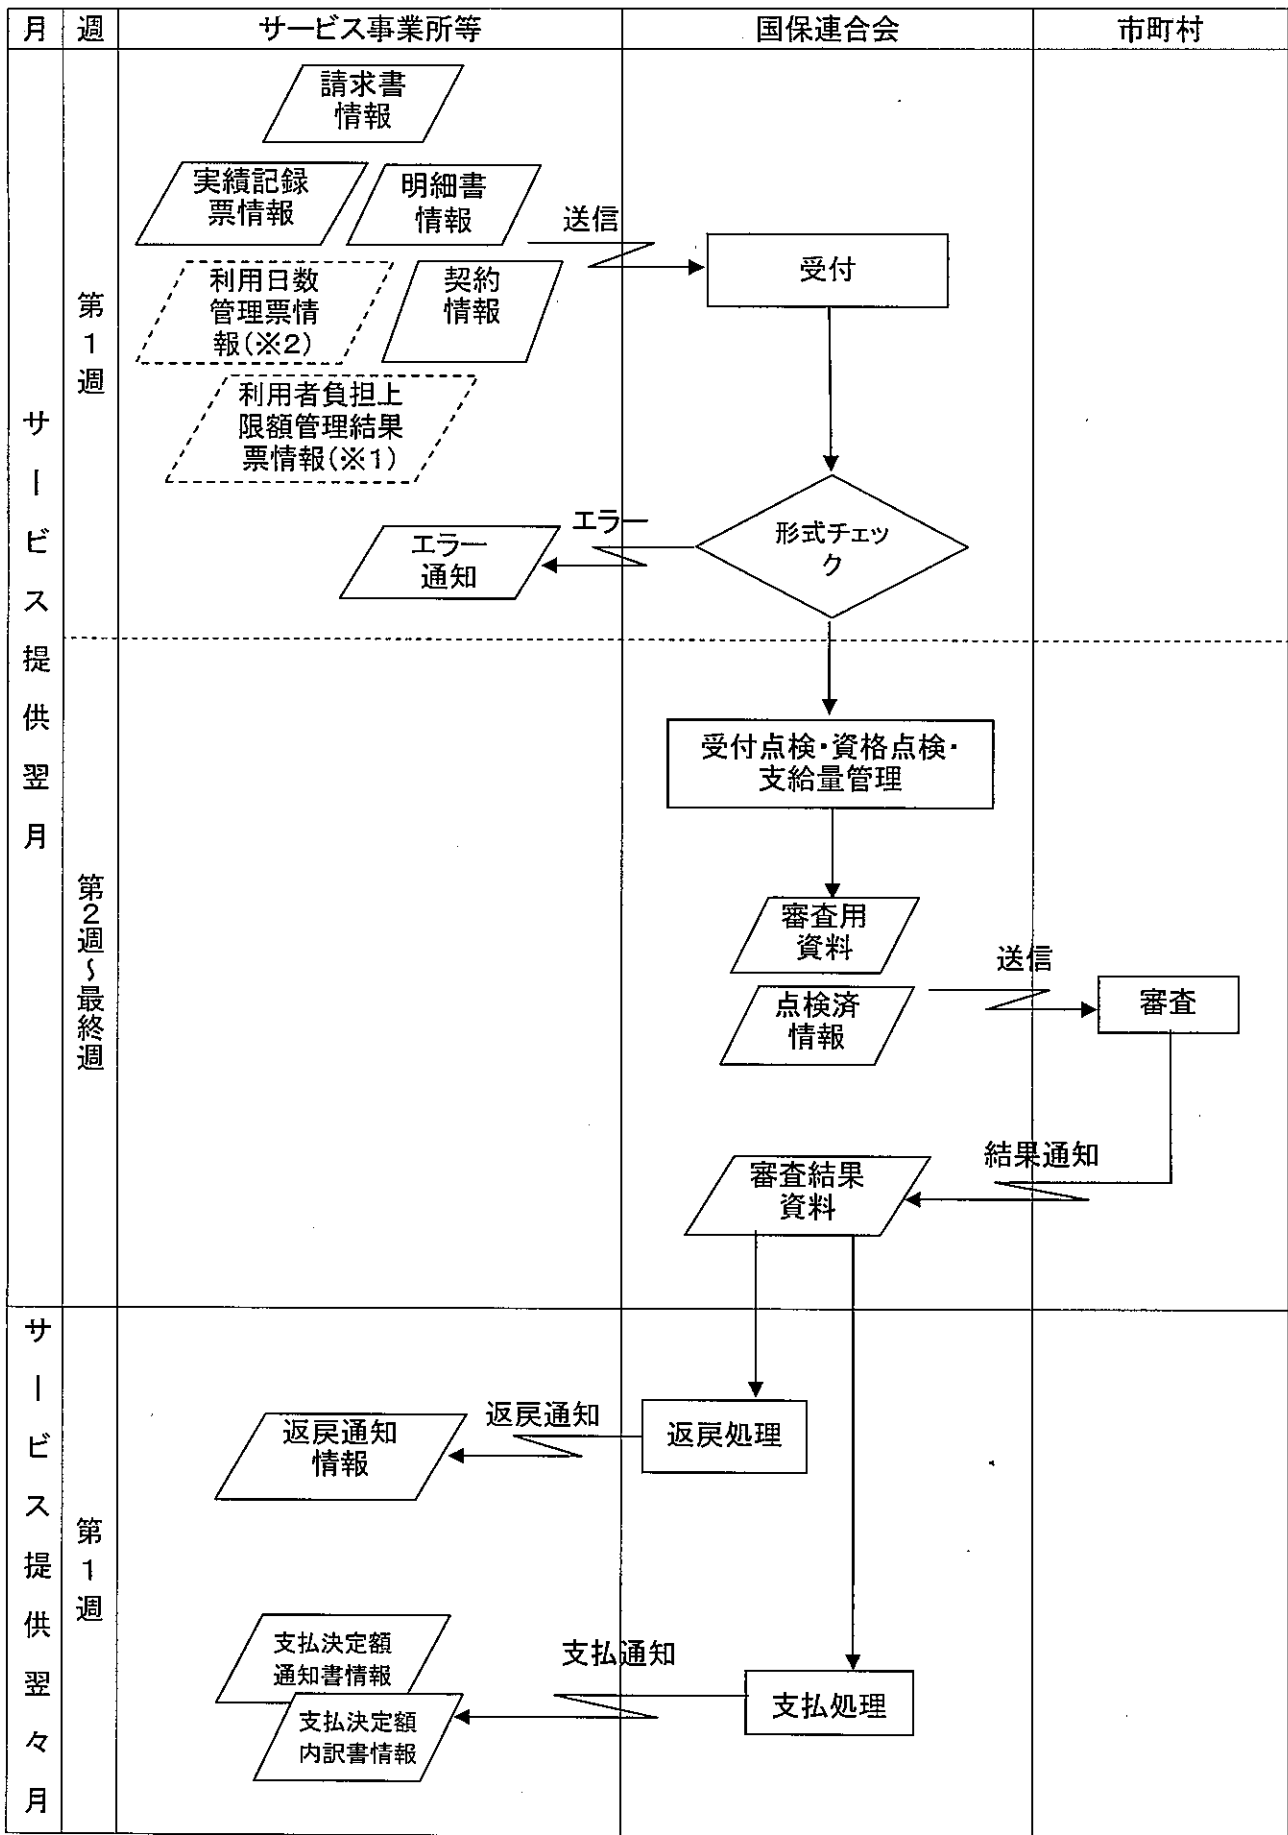 月
週
サービス事業所等
国保連合会
市町村
サービス提供翌月
第1週
請求書
情報
実績記録
票情報
明細書
情報
送信
受付
利用日数
管理票情
報(※2)
契約
情報
利用者負担上
限額管理結果
票情報(※1)
エラー
エラー
通知
形式チェッ
ク
第2週~最終週
受付点検・資格点検・
支給量管理
審査用
資料
点検済
情報
送信
審査
結果通知
審査結果
資料
サービス提供翌々月
第1週
返戻処理
返戻通知
返戻通知
情報
支払処理
支払通知
支払決定額
通知書情報
支払決定額
内訳書情報